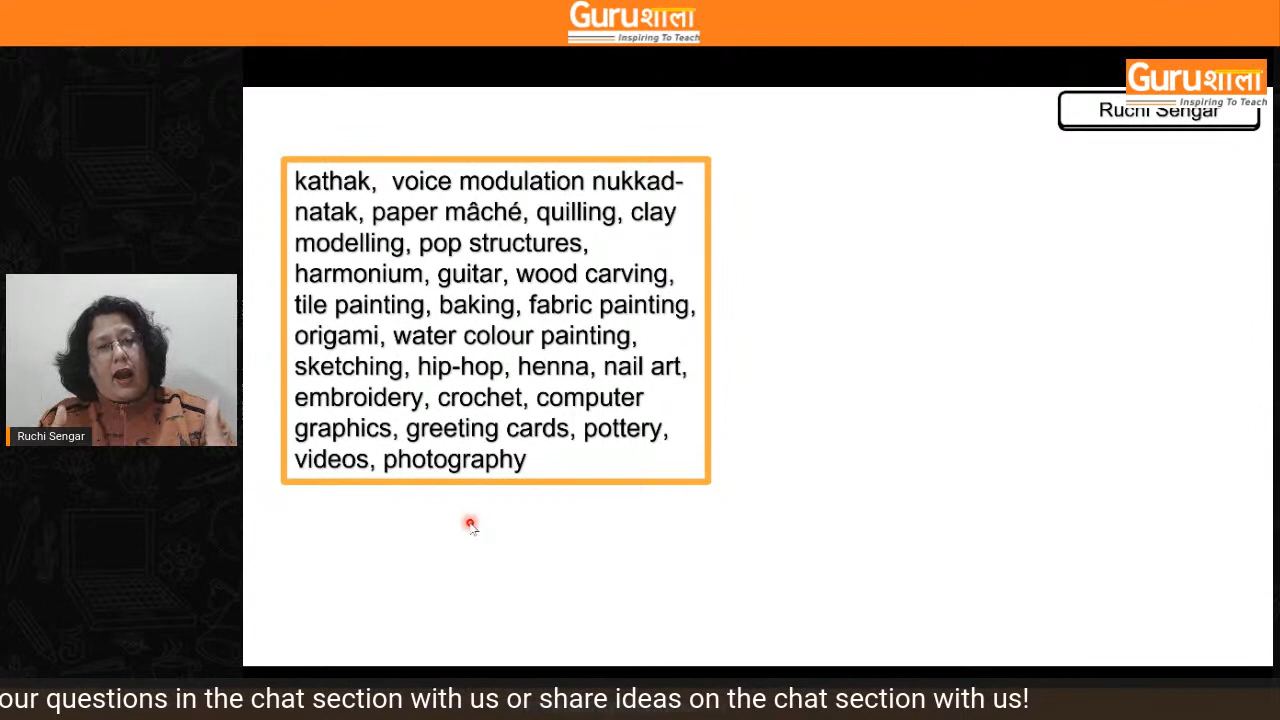 Guruशाला
Inspiring To Teach
Guruशाला
Inspiring To Teach
Ruchi Sengar
kathak, voice modulation nukkad-
natak, paper mâché, quilling, clay
modelling, pop structures,
harmonium, guitar, wood carving,
tile painting, baking, fabric painting,
origami, water colour painting,
sketching, hip-hop, henna, nail art,
embroidery, crochet, computer
graphics, greeting cards, pottery,
videos, photography
Ruchi Sengar
our questions in the chat section with us or share ideas on the chat section with us!